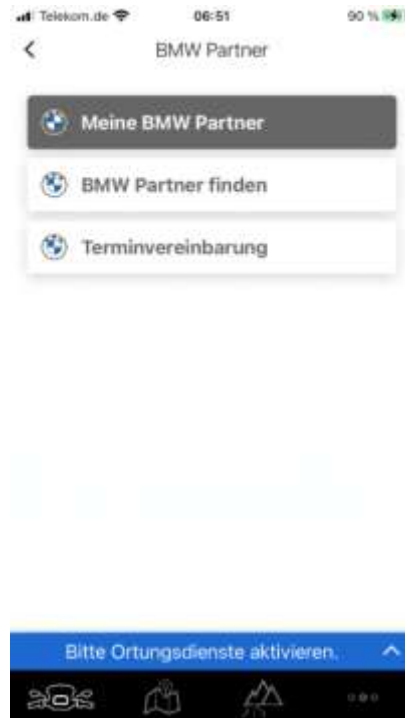 Telekom.de 06:51 90 %
BMW Partner
Meine BMW Partner
BMW Partner finden
Terminvereinbarung
Bitte Ortungsdienste aktivieren.